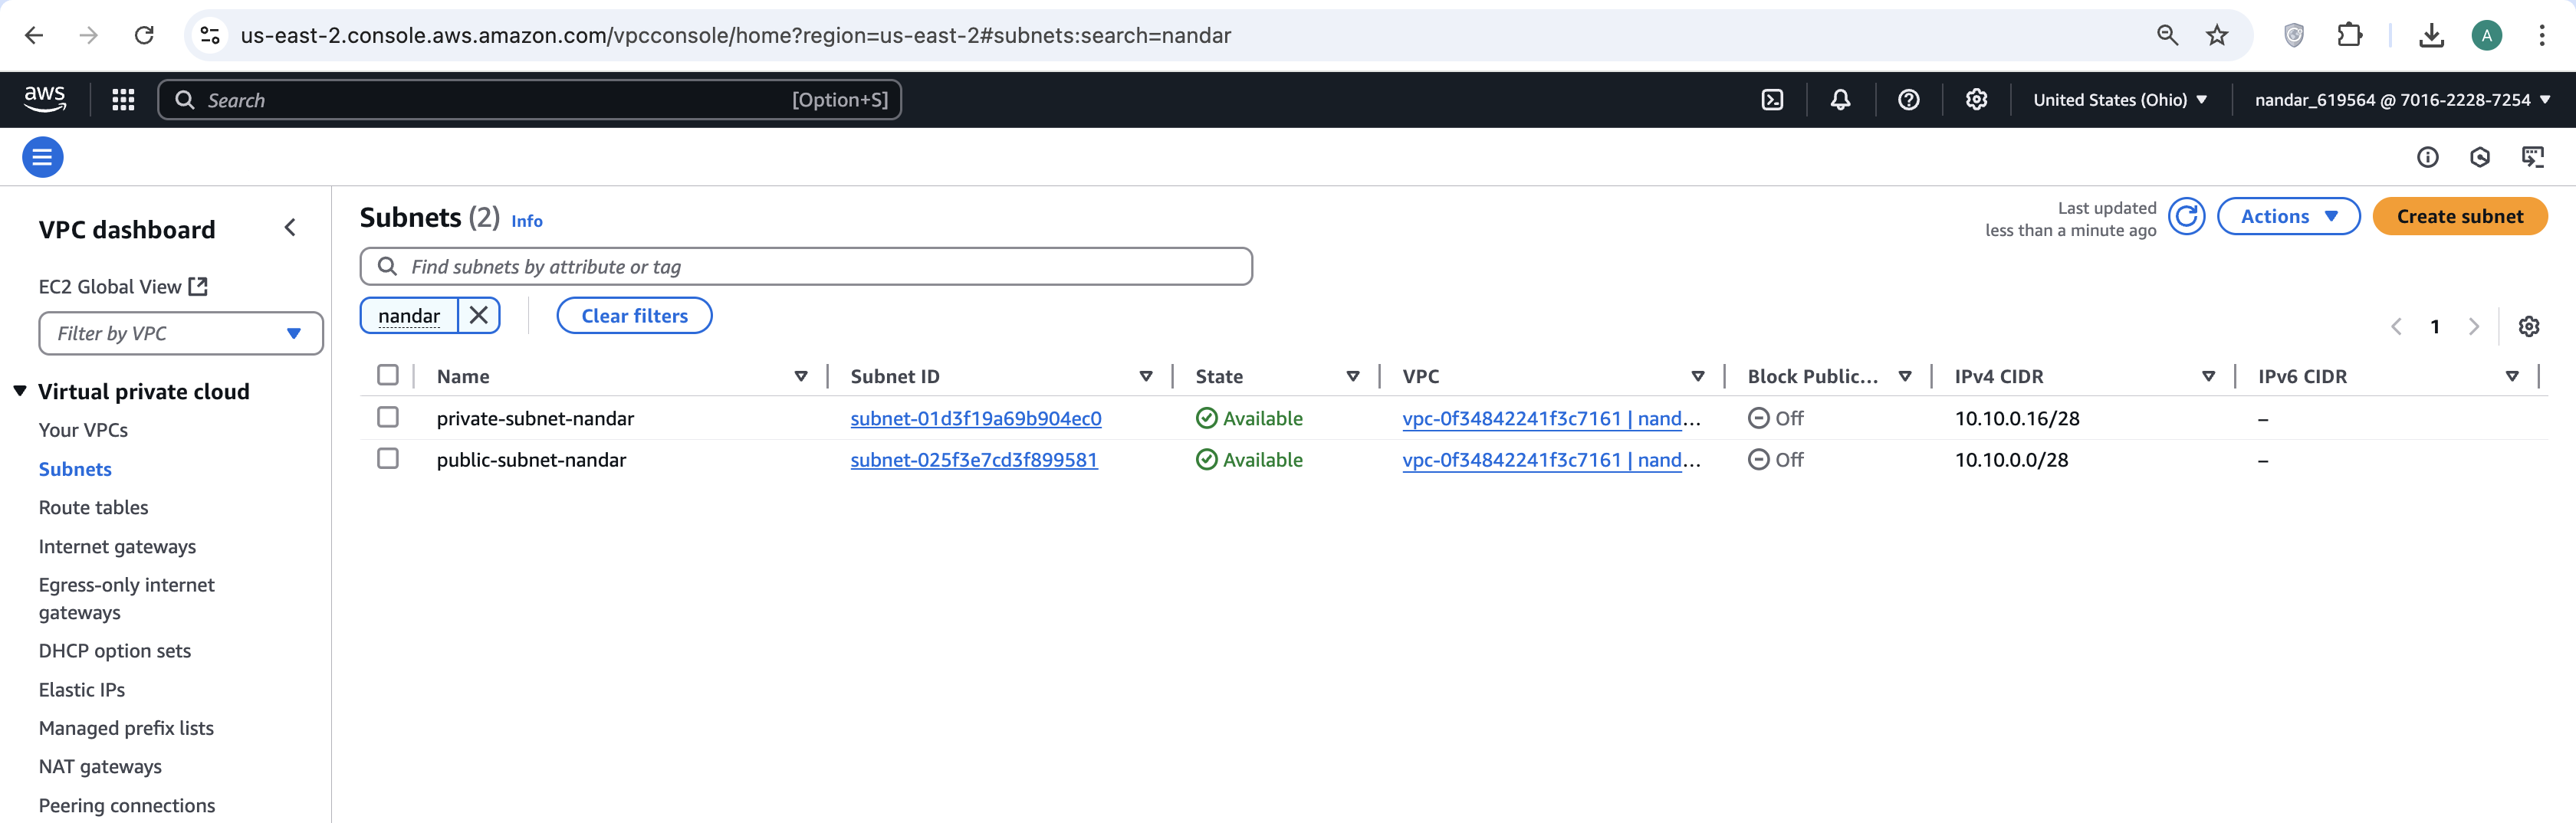 us-east-2.console.aws.amazon.com/vpcconsole/home?region=us-east-2#subnets:search=nandar
A
aws
Search
[Option+S]
United States (Ohio)
nandar_619564 @ 7016-2228-7254
VPC dashboard
EC2 Global View
Filter by VPC
Virtual private cloud
Your VPCs
Subnets
Route tables
Internet gateways
Egress-only internet
gateways
DHCP option sets
Elastic IPs
Managed prefix lists
NAT gateways
Peering connections
Subnets (2) Info
Last updated
less than a minute ago
Actions
Create subnet
Find subnets by attribute or tag
nandar
Clear filters
1
Name Subnet ID State VPC Block Public... IPv4 CIDR IPv6 CIDR
private-subnet-nandar subnet-01d3f19a69b904ec0 Available vpc-0f34842241f3c7161 | nand... Off 10.10.0.16/28 –
public-subnet-nandar subnet-025f3e7cd3f899581 Available vpc-0f34842241f3c7161 | nand... Off 10.10.0.0/28 –